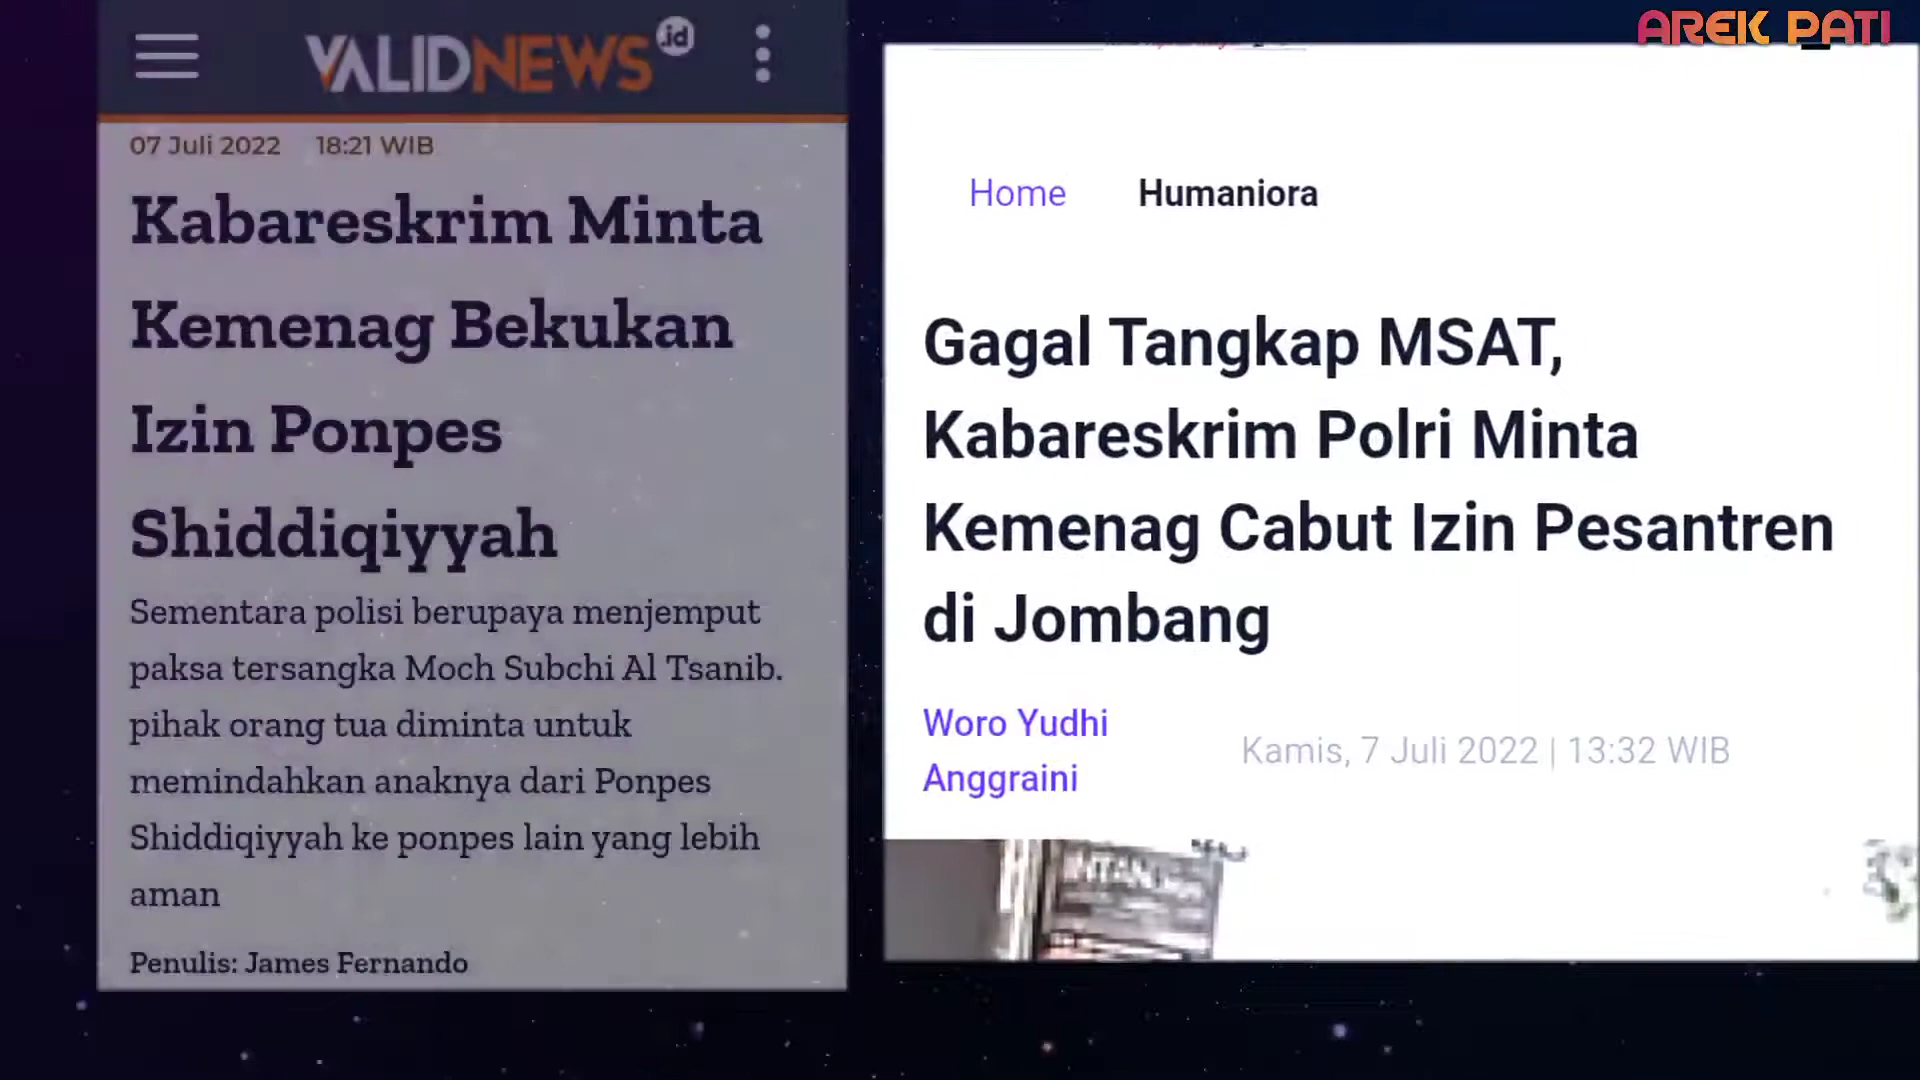 AREK PATI
VALIDNEWS.id
07 Juli 2022 18:21 WIB
Kabareskrim Minta
Kemenag Bekukan
Izin Ponpes
Shiddiqiyyah
Sementara polisi berupaya menjemput
paksa tersangka Moch Subchi Al Tsanib.
pihak orang tua diminta untuk
memindahkan anaknya dari Ponpes
Shiddiqiyyah ke ponpes lain yang lebih
aman
Penulis: James Fernando
Home Humaniora
Gagal Tangkap MSAT,
Kabareskrim Polri Minta
Kemenag Cabut Izin Pesantren
di Jombang
Woro Yudhi
Anggraini
Kamis, 7 Juli 2022 | 13:32 WIB